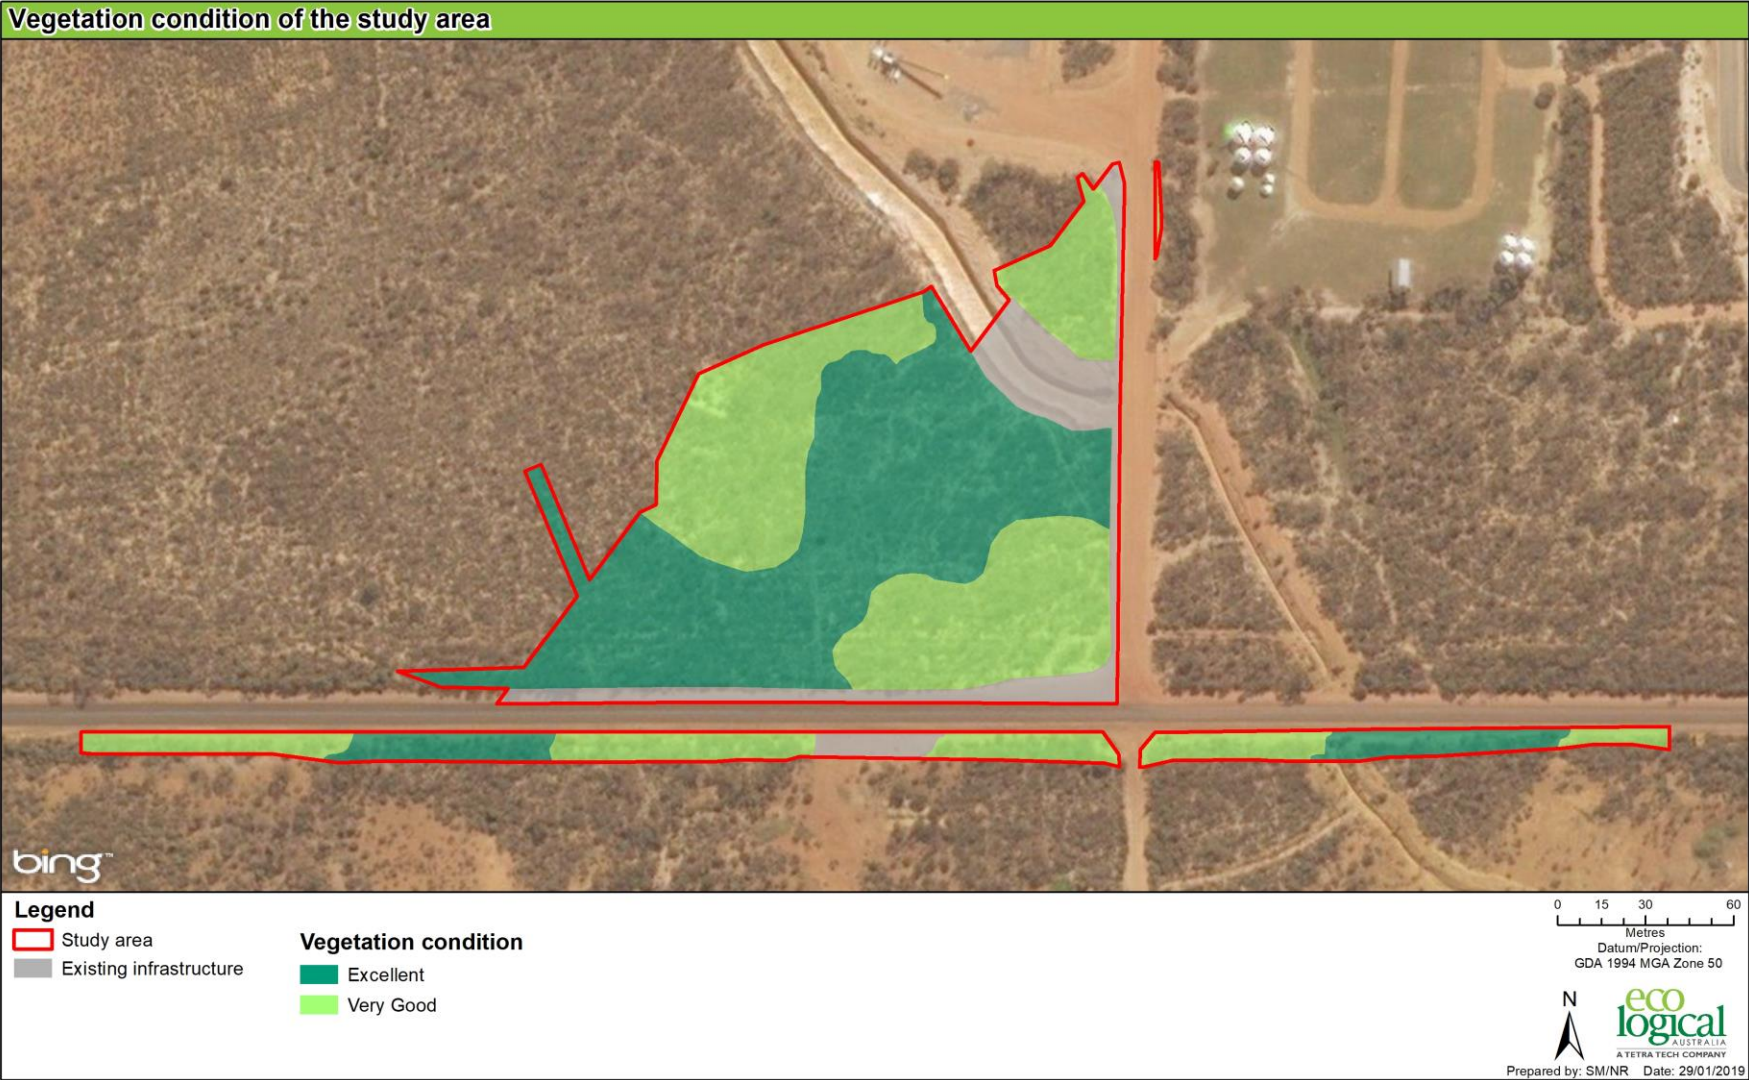 Vegetation condition of the study area
bing™
Legend
Study area
Existing infrastructure
Vegetation condition
Excellent
Very Good
0 15 30 60
Metres
Datum/Projection:
GDA 1994 MGA Zone 50
N
eco
logical
AUSTRALIA
A TETRA TECH COMPANY
Prepared by: SM/NR Date: 29/01/2019